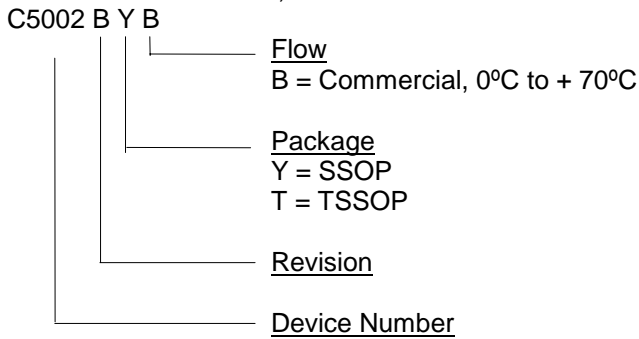 C5002 B Y B
Flow
B = Commercial, 0ºC to + 70ºC
Package
Y = SSOP
T = TSSOP
Revision
Device Number